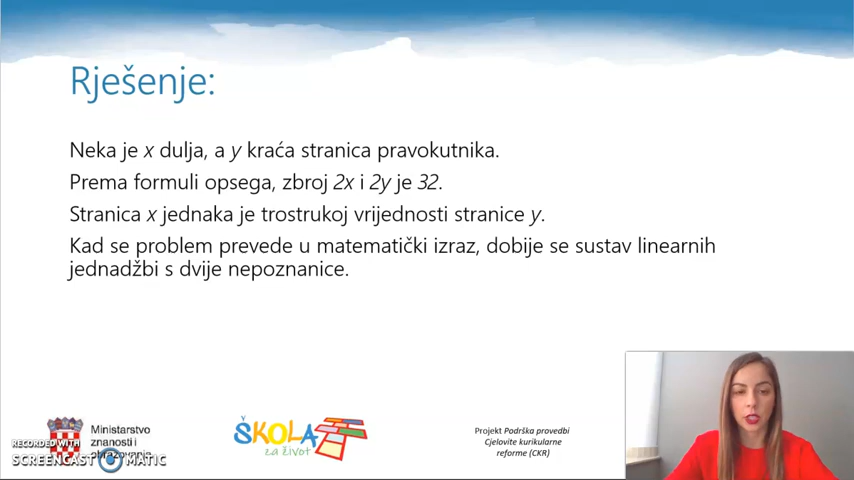 Rješenje:
Neka je x dulja, a y kraća stranica pravokutnika.
Prema formuli opsega, zbroj 2x i 2y je 32.
Stranica x jednaka je trostrukoj vrijednosti stranice y.
Kad se problem prevede u matematički izraz, dobije se sustav linearnih
jednadžbi s dvije nepoznanice.
Ministarstvo
znanosti i
obrazovanja
RECORDED WITH
SCREENCAST MATIC
ŠKOLA
za život
Projekt Podrška provedbi
Cjelovite kurikularne
reforme (CKR)